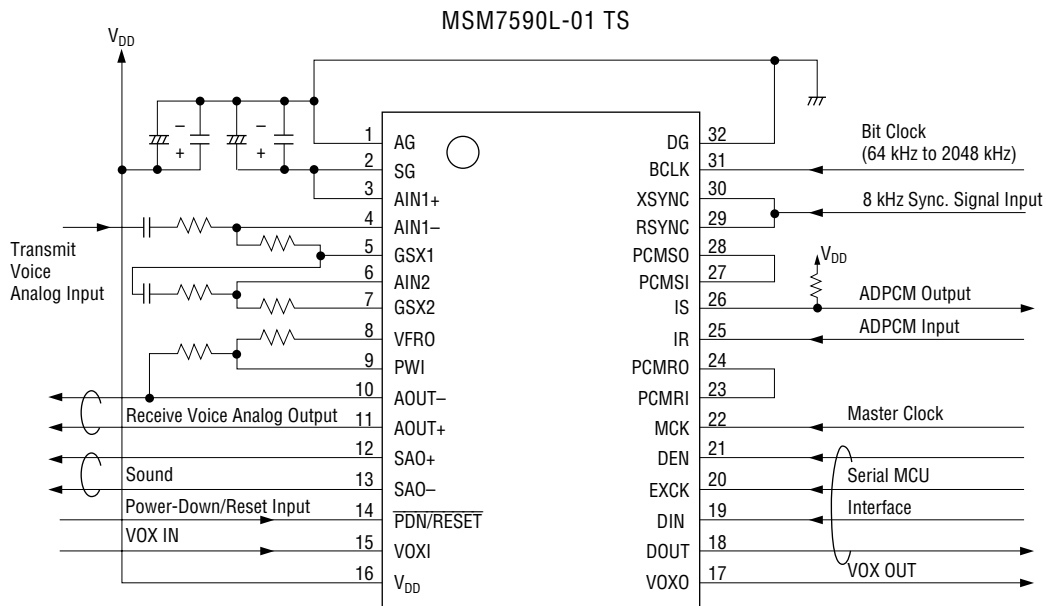 MSM7590L-01 TS
VDD
– –
+ +
1 AG
2 SG
3 AIN1+
4 AIN1–
5 GSX1
6 AIN2
7 GSX2
8 VFRO
9 PWI
10 AOUT–
11 AOUT+
12 SAO+
13 SAO–
14 PDN/RESET
15 VOXI
16 VDD
Transmit
Voice
Analog Input
Receive Voice Analog Output
Sound
Power-Down/Reset Input
VOX IN
DG 32
BCLK 31
XSYNC 30
RSYNC 29
PCMSO 28
PCMSI 27
IS 26
IR 25
PCMRO 24
PCMRI 23
MCK 22
DEN 21
EXCK 20
DIN 19
DOUT 18
VOXO 17
Bit Clock
(64 kHz to 2048 kHz)
8 kHz Sync. Signal Input
VDD
ADPCM Output
ADPCM Input
Master Clock
Serial MCU
Interface
VOX OUT